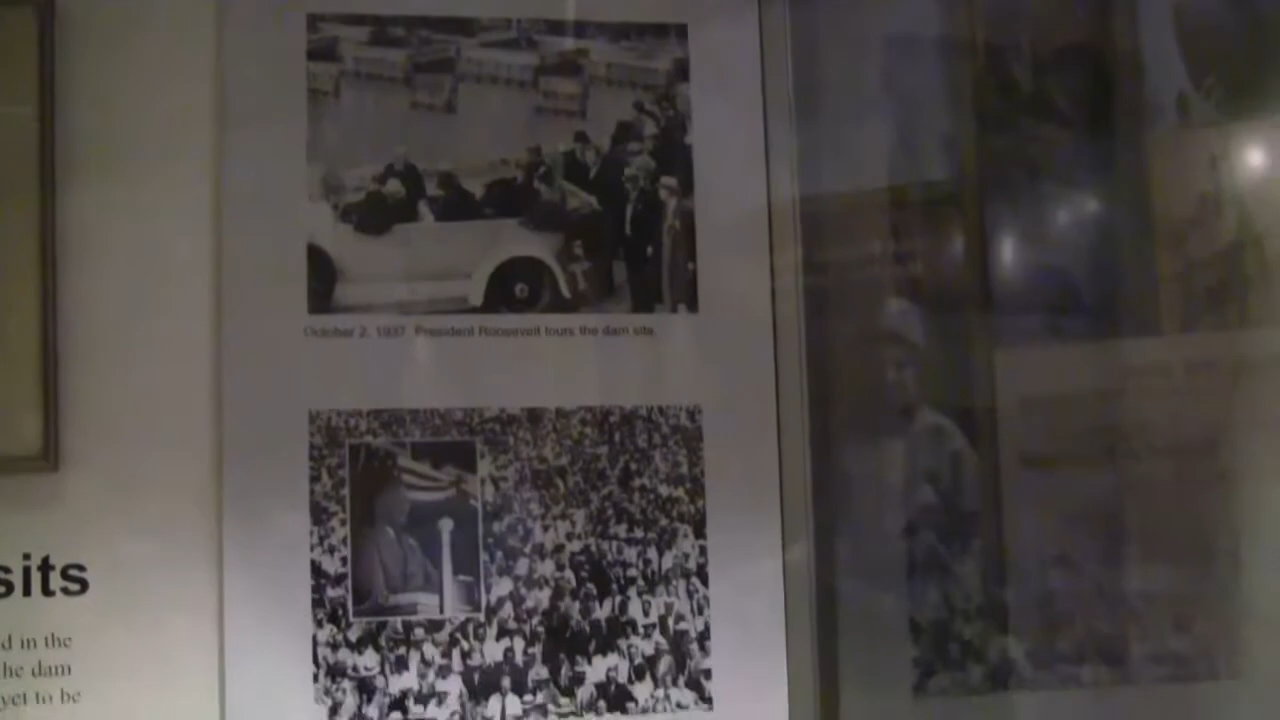 October 2, 1937 President Roosevelt tours the dam site.
sits
d in the
he dam
yet to be